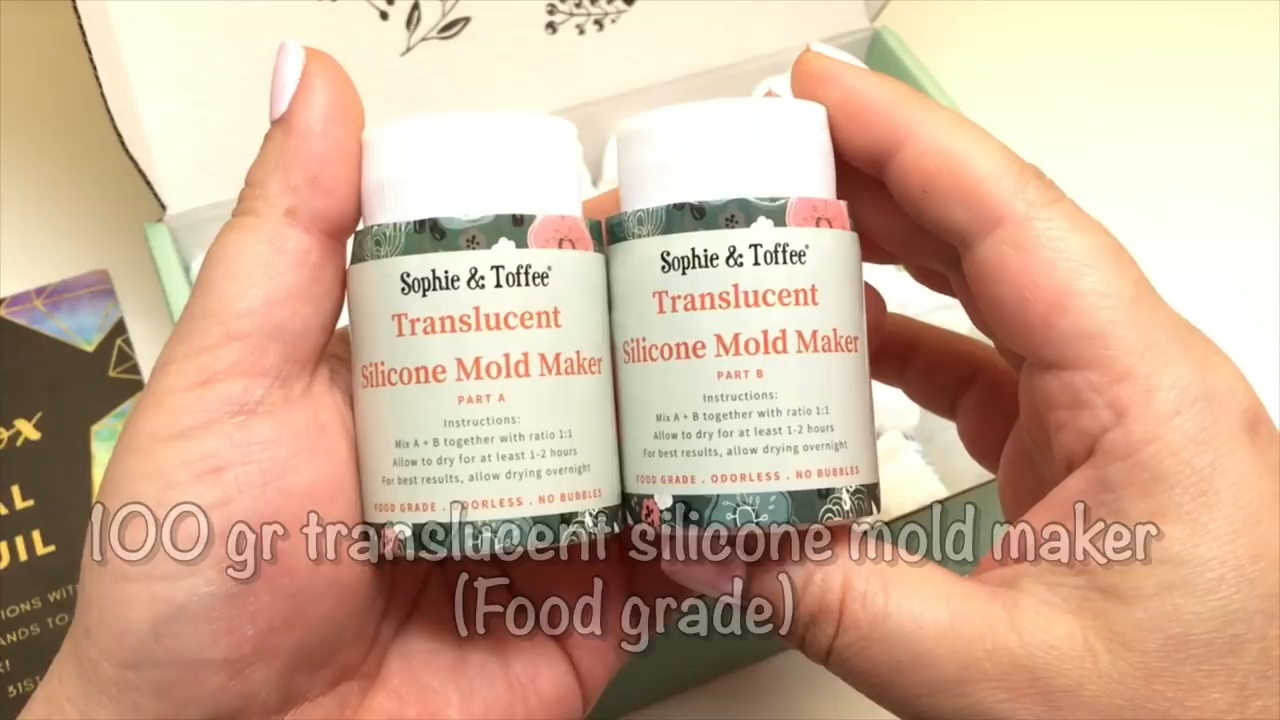 Sophie & Toffee®
Translucent
Silicone Mold Maker
PART A
Instructions:
Mix A + B together with ratio 1:1
Allow to dry for at least 1-2 hours
For best results, allow drying overnight
FOOD GRADE . ODORLESS . NO BUBBLES
Sophie & Toffee®
Translucent
Silicone Mold Maker
PART B
Instructions:
Mix A + B together with ratio 1:1
Allow to dry for at least 1-2 hours
For best results, allow drying overnight
FOOD GRADE . ODORLESS . NO BUBBLES
100 gr translucent silicone mold maker
(Food grade)